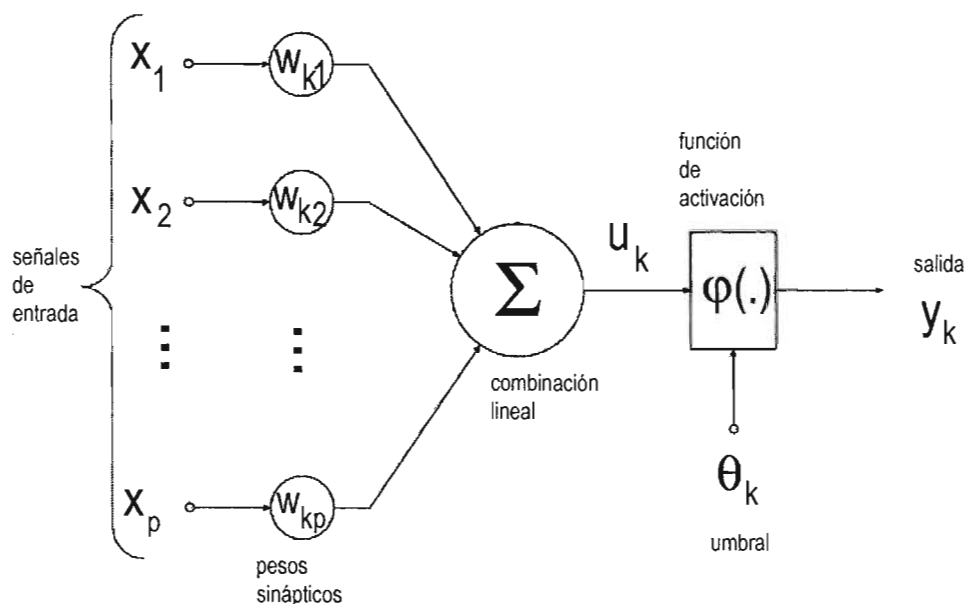 señales
de
entrada
x₁
x₂
xₚ
wₖ₁
wₖ₂
wₖₚ
pesos
sinápticos
Σ
combinación
lineal
uₖ
función
de
activación
φ(.)
θₖ
umbral
salida
yₖ